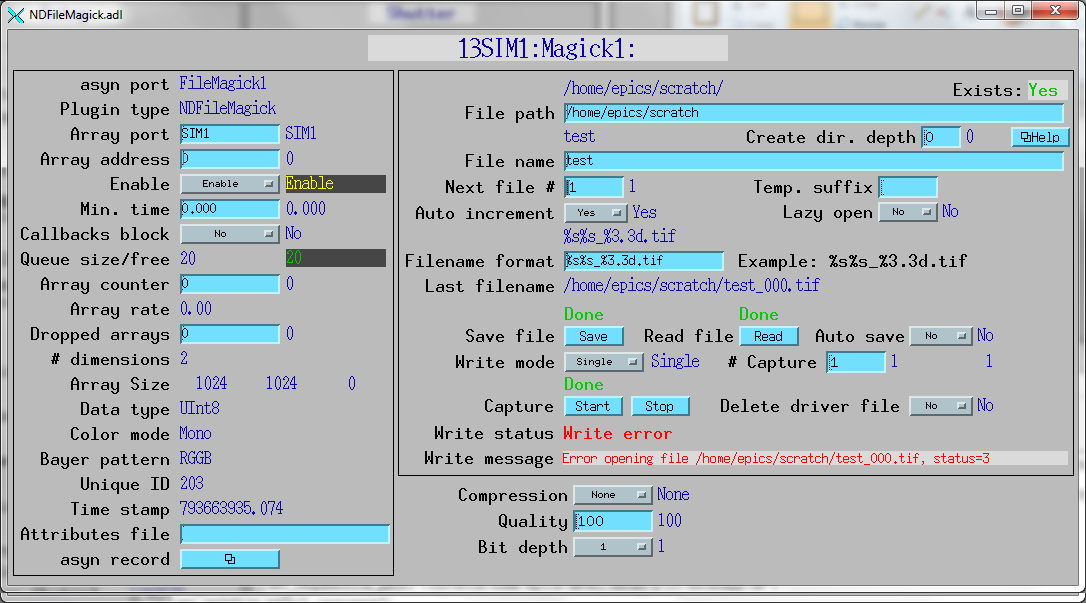 NDFileMagick.adl
13SIM1:Magick1:
asyn port FileMagick1
Plugin type NDFileMagick
Array port SIM1 SIM1
Array address 0 0
Enable Enable Enable
Min. time 0.000 0.000
Callbacks block No No
Queue size/free 20 20
Array counter 0 0
Array rate 0.00
Dropped arrays 0 0
# dimensions 2
Array Size 1024 1024 0
Data type UInt8
Color mode Mono
Bayer pattern RGGB
Unique ID 203
Time stamp 793663935.074
Attributes file
asyn record
/home/epics/scratch/ Exists: Yes
File path /home/epics/scratch
test Create dir. depth 0 0 Help
File name test
Next file # 1 1 Temp. suffix
Auto increment Yes Yes Lazy open No No
%s%s_%3.3d.tif
Filename format %s%s_%3.3d.tif Example: %s%s_%3.3d.tif
Last filename /home/epics/scratch/test_000.tif
Done Done
Save file Save Read file Read Auto save No No
Write mode Single Single # Capture 1 1 1
Done
Capture Start Stop Delete driver file No No
Write status Write error
Write message Error opening file /home/epics/scratch/test_000.tif, status=3
Compression None None
Quality 100 100
Bit depth 1 1